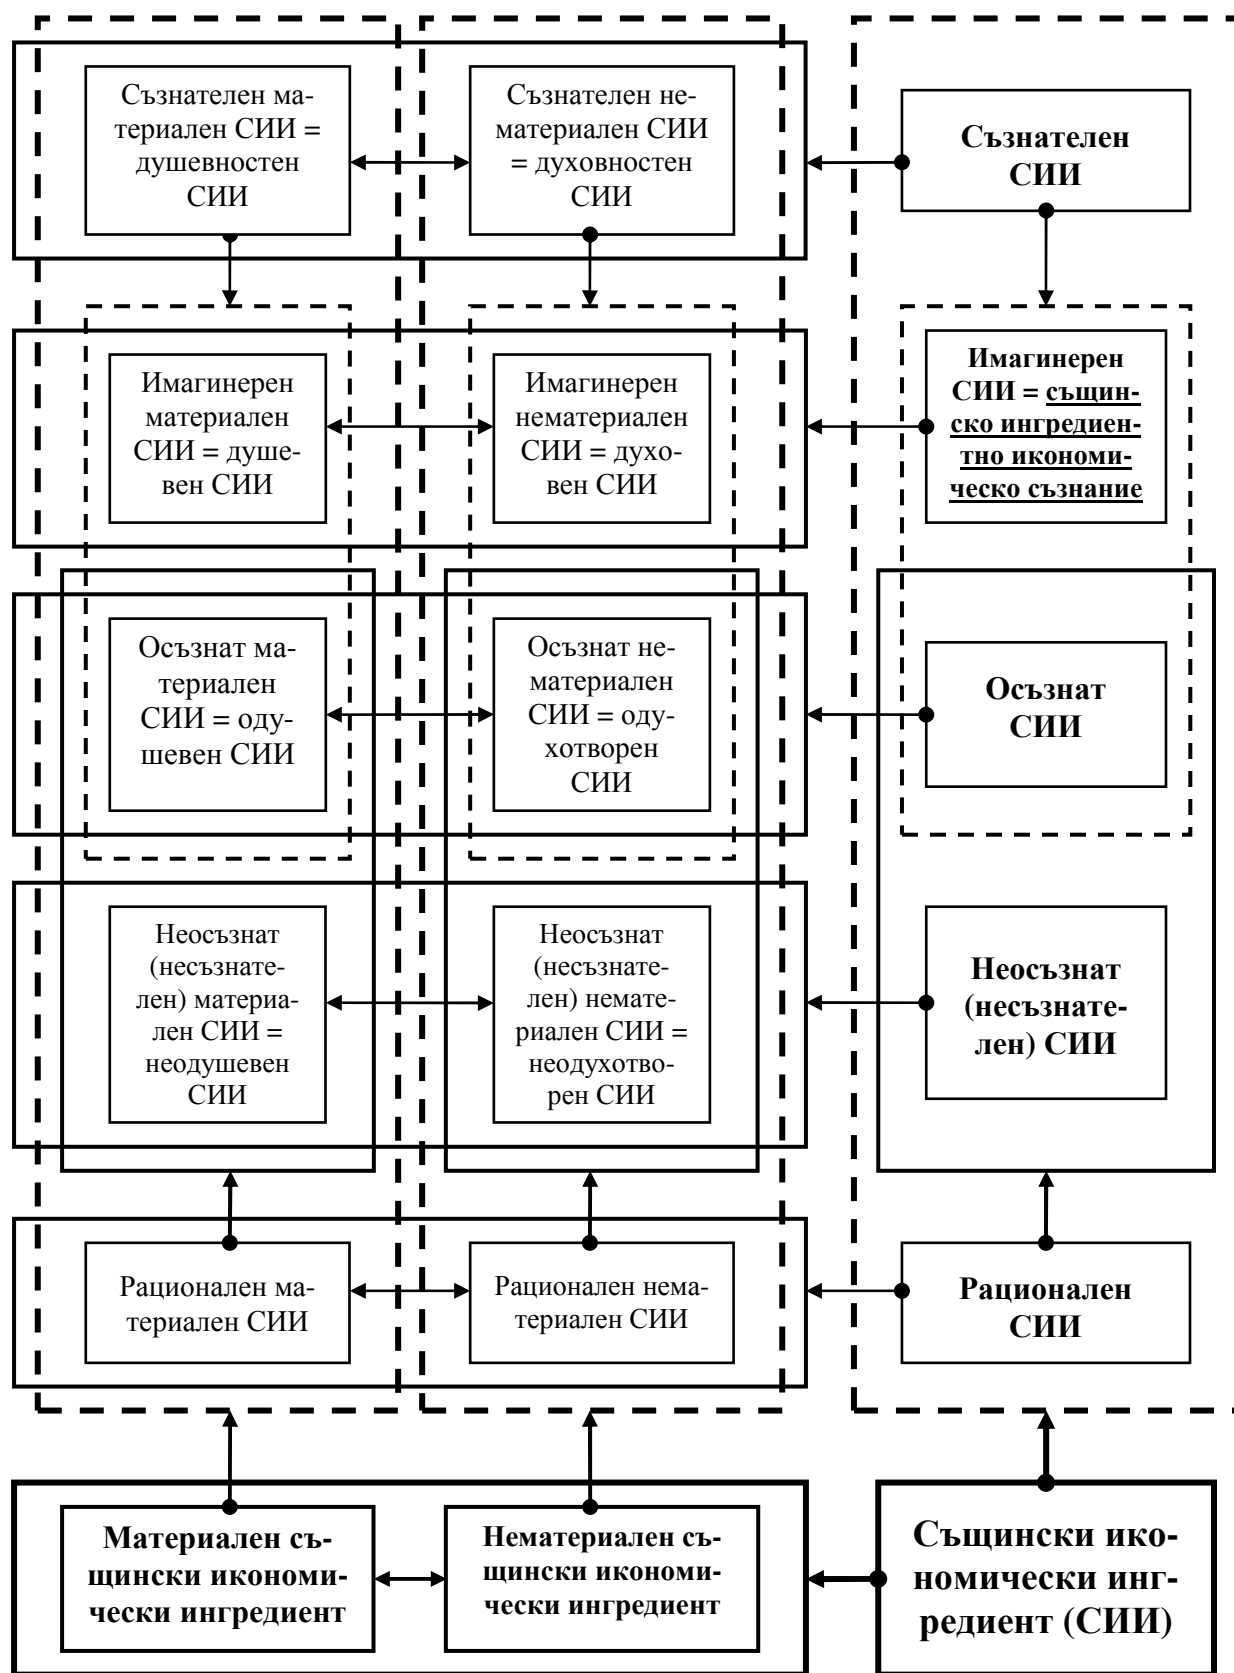 Съзнателен ма-
териален СИИ =
душевностен
СИИ
Съзнателен не-
материален СИИ
= духовностен
СИИ
Съзнателен
СИИ
Имагинерен
материален
СИИ = душе-
вен СИИ
Имагинерен
нематериален
СИИ = духо-
вен СИИ
Имагинерен
СИИ = същин-
ско ингредиен-
тно икономи-
ческо съзнание
Осъзнат ма-
териален
СИИ = оду-
шевен СИИ
Осъзнат не-
материален
СИИ = оду-
хотворен
СИИ
Осъзнат
СИИ
Неосъзнат
(несъзнате-
лен) материа-
лен СИИ =
неодушевен
СИИ
Неосъзнат
(несъзнате-
лен) немате-
риален СИИ =
неодухотво-
рен СИИ
Неосъзнат
(несъзнате-
лен) СИИ
Рационален ма-
териален СИИ
Рационален нема-
териален СИИ
Рационален
СИИ
Материален съ-
щински икономи-
чески ингредиент
Нематериален съ-
щински икономи-
чески ингредиент
Същински ико-
номически инг-
редиент (СИИ)